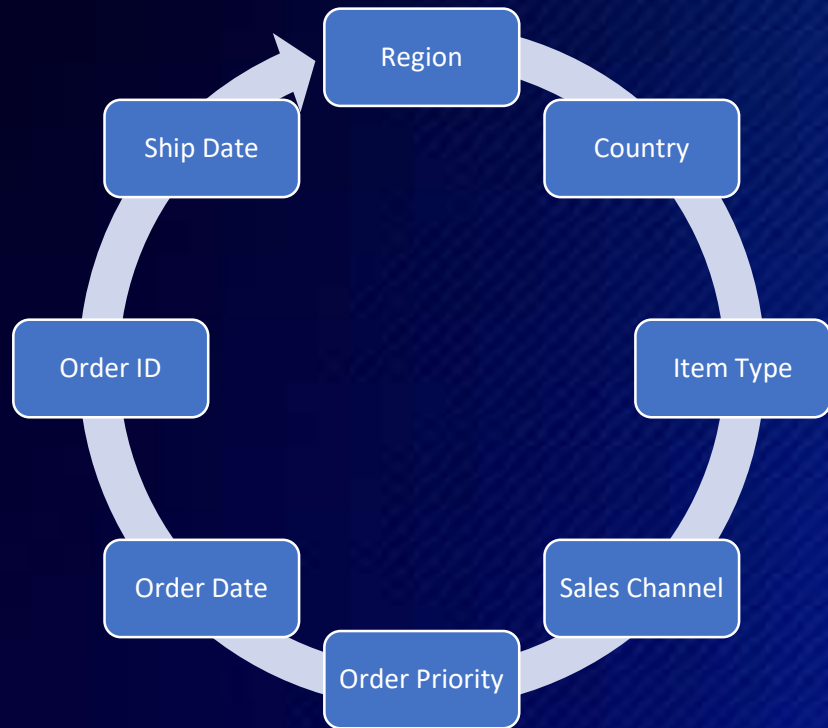 Region
Country
Item Type
Sales Channel
Order Priority
Order Date
Order ID
Ship Date